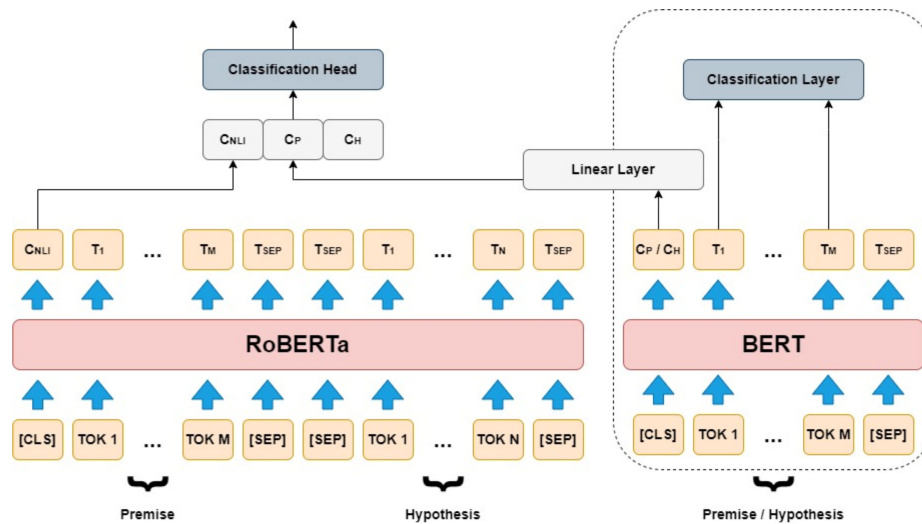 Classification Head
Classification Layer
CNLI CP CH
Linear Layer
CNLI T1 ... TM TSEP TSEP T1 ... TN TSEP
CP / CH T1 ... TM TSEP
RoBERTa
BERT
[CLS] TOK 1 ... TOK M [SEP] [SEP] TOK 1 ... TOK N [SEP]
[CLS] TOK 1 ... TOK M [SEP]
Premise
Hypothesis
Premise / Hypothesis